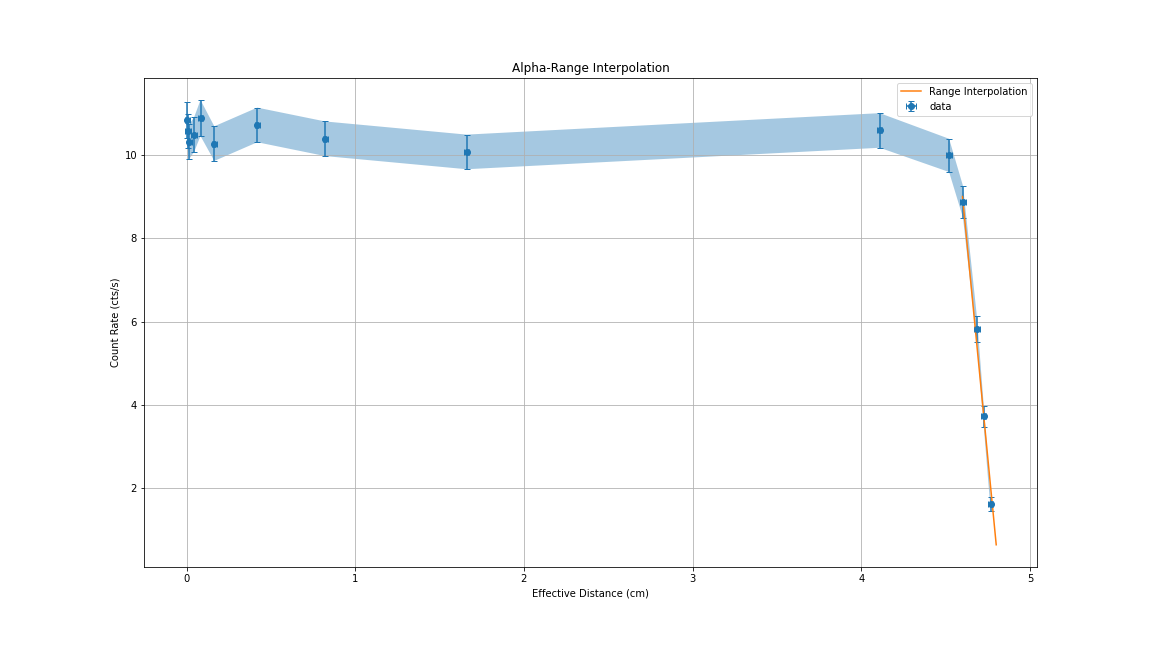 Alpha-Range Interpolation
Range Interpolation
data
Count Rate (cts/s)
10
8
6
4
2
0 1 2 3 4 5
Effective Distance (cm)